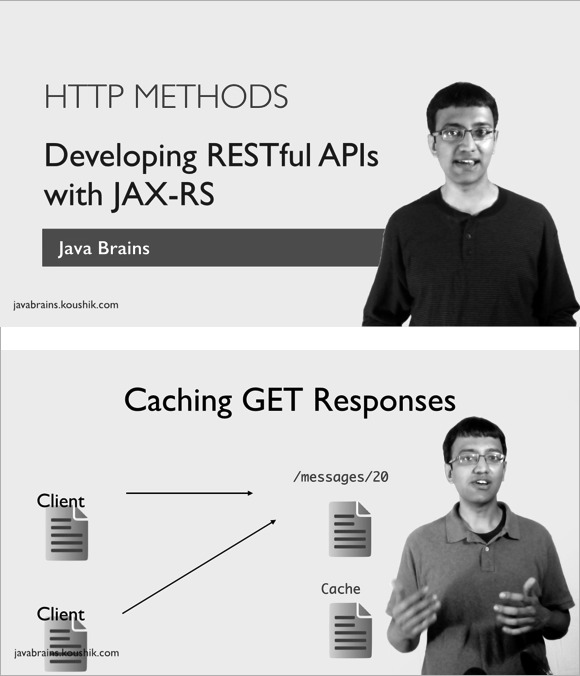 HTTP METHODS
Developing RESTful APIs
with JAX-RS
Java Brains
javabrains.koushik.com
Caching GET Responses
/messages/20
Client
Cache
Client
javabrains.koushik.com